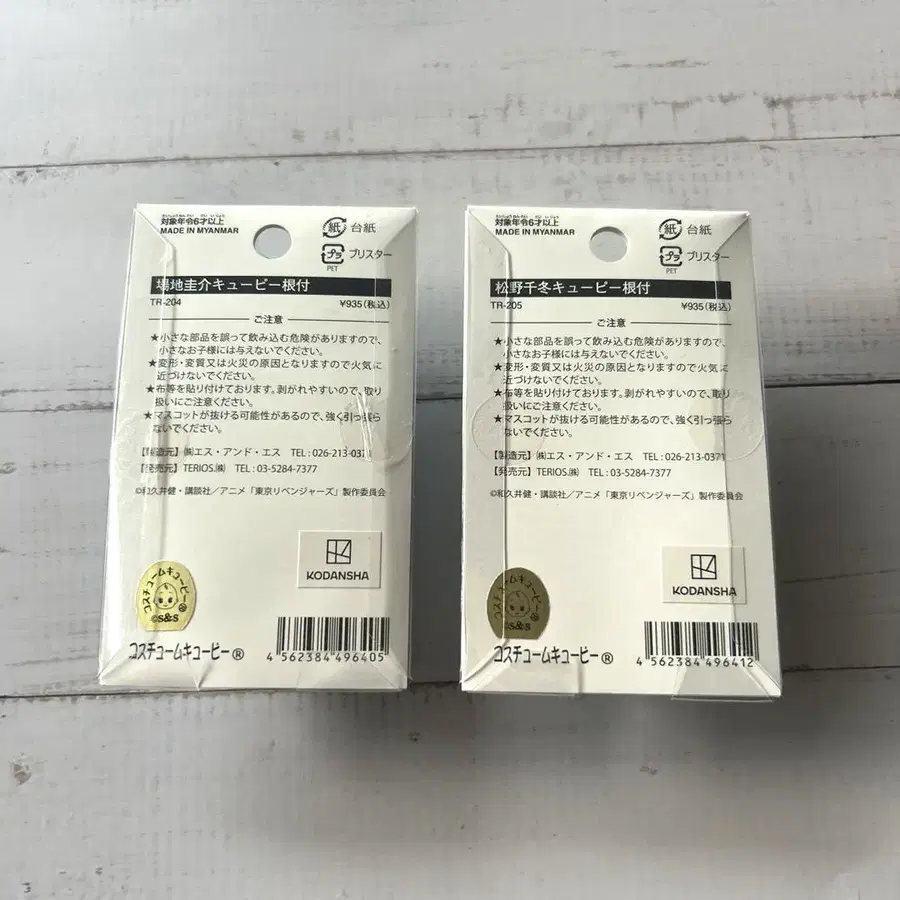 対象年令6才以上
MADE IN MYANMAR
紙 台紙
プラ ブリスター
PET
場地圭介キューピー根付
TR-204 ¥935(税込)
ご注意
★小さな部品を誤って飲み込む危険がありますので、
小さなお子様には与えないでください。
★変形・変質又は火災の原因となりますので火気に
近づけないでください。
★布等を貼り付けております。剥がれやすいので、取り
扱いにご注意ください。
★マスコットが抜ける可能性があるので、強く引っ張ら
ないでください。
【製造元】㈱エス・アンド・エス TEL:026-213-0371
【発売元】TERIOS.㈱ TEL:03-5284-7377
©和久井健・講談社/アニメ「東京リベンジャーズ」製作委員会
KODANSHA
コスチュームキューピー®
©S&S
コスチュームキューピー®
4 562384 496405
対象年令6才以上
MADE IN MYANMAR
紙 台紙
プラ ブリスター
PET
松野千冬キューピー根付
TR-205 ¥935(税込)
ご注意
★小さな部品を誤って飲み込む危険がありますので、
小さなお子様には与えないでください。
★変形・変質又は火災の原因となりますので火気に
近づけないでください。
★布等を貼り付けております。剥がれやすいので、取り
扱いにご注意ください。
★マスコットが抜ける可能性があるので、強く引っ張ら
ないでください。
【製造元】㈱エス・アンド・エス TEL:026-213-0371
【発売元】TERIOS.㈱ TEL:03-5284-7377
©和久井健・講談社/アニメ「東京リベンジャーズ」製作委員会
KODANSHA
コスチュームキューピー®
©S&S
コスチュームキューピー®
4 562384 496412